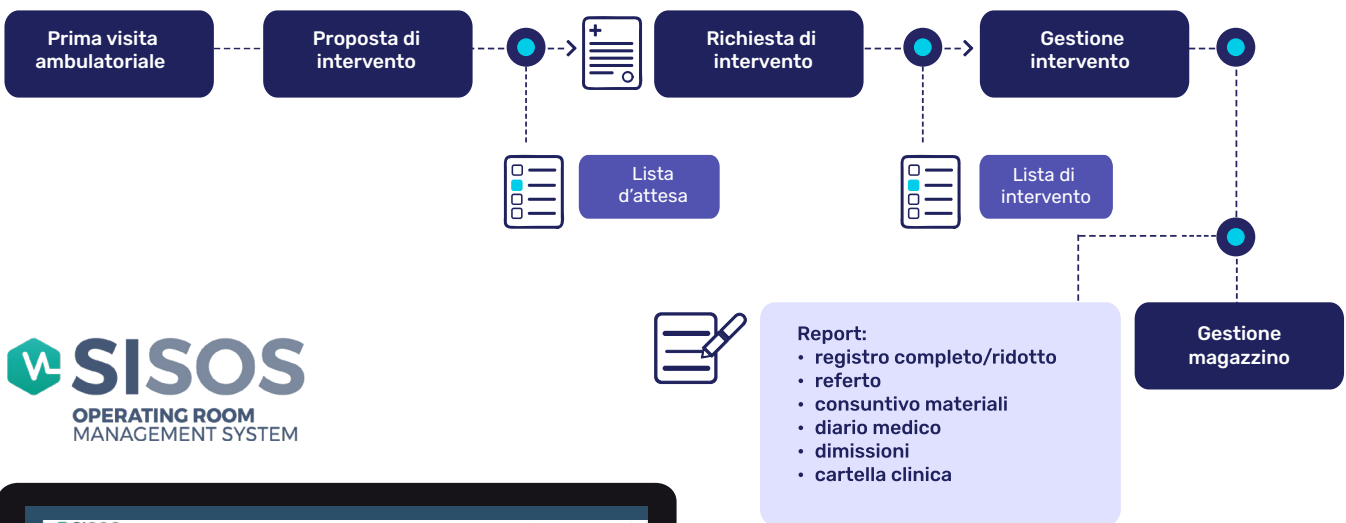 Prima visita
ambulatoriale
Proposta di
intervento
Richiesta di
intervento
Gestione
intervento
Lista
d’attesa
Lista di
intervento
Report:
• registro completo/ridotto
• referto
• consuntivo materiali
• diario medico
• dimissioni
• cartella clinica
Gestione
magazzino
SISOS
OPERATING ROOM
MANAGEMENT SYSTEM